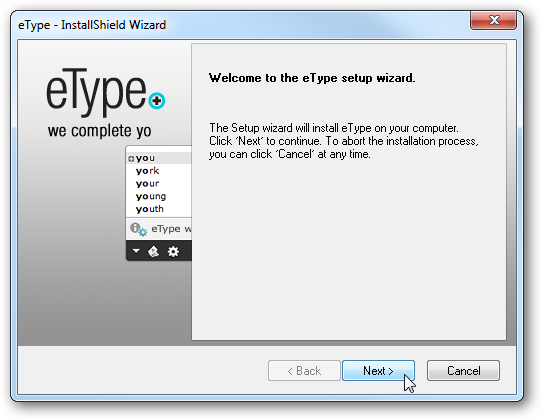 eType - InstallShield Wizard
eType
we complete yo
you
york
your
young
youth
eType w
Welcome to the eType setup wizard.
The Setup wizard will install eType on your computer.
Click ´Next´ to continue. To abort the installation process,
you can click ´Cancel´ at any time.
< Back
Next >
Cancel